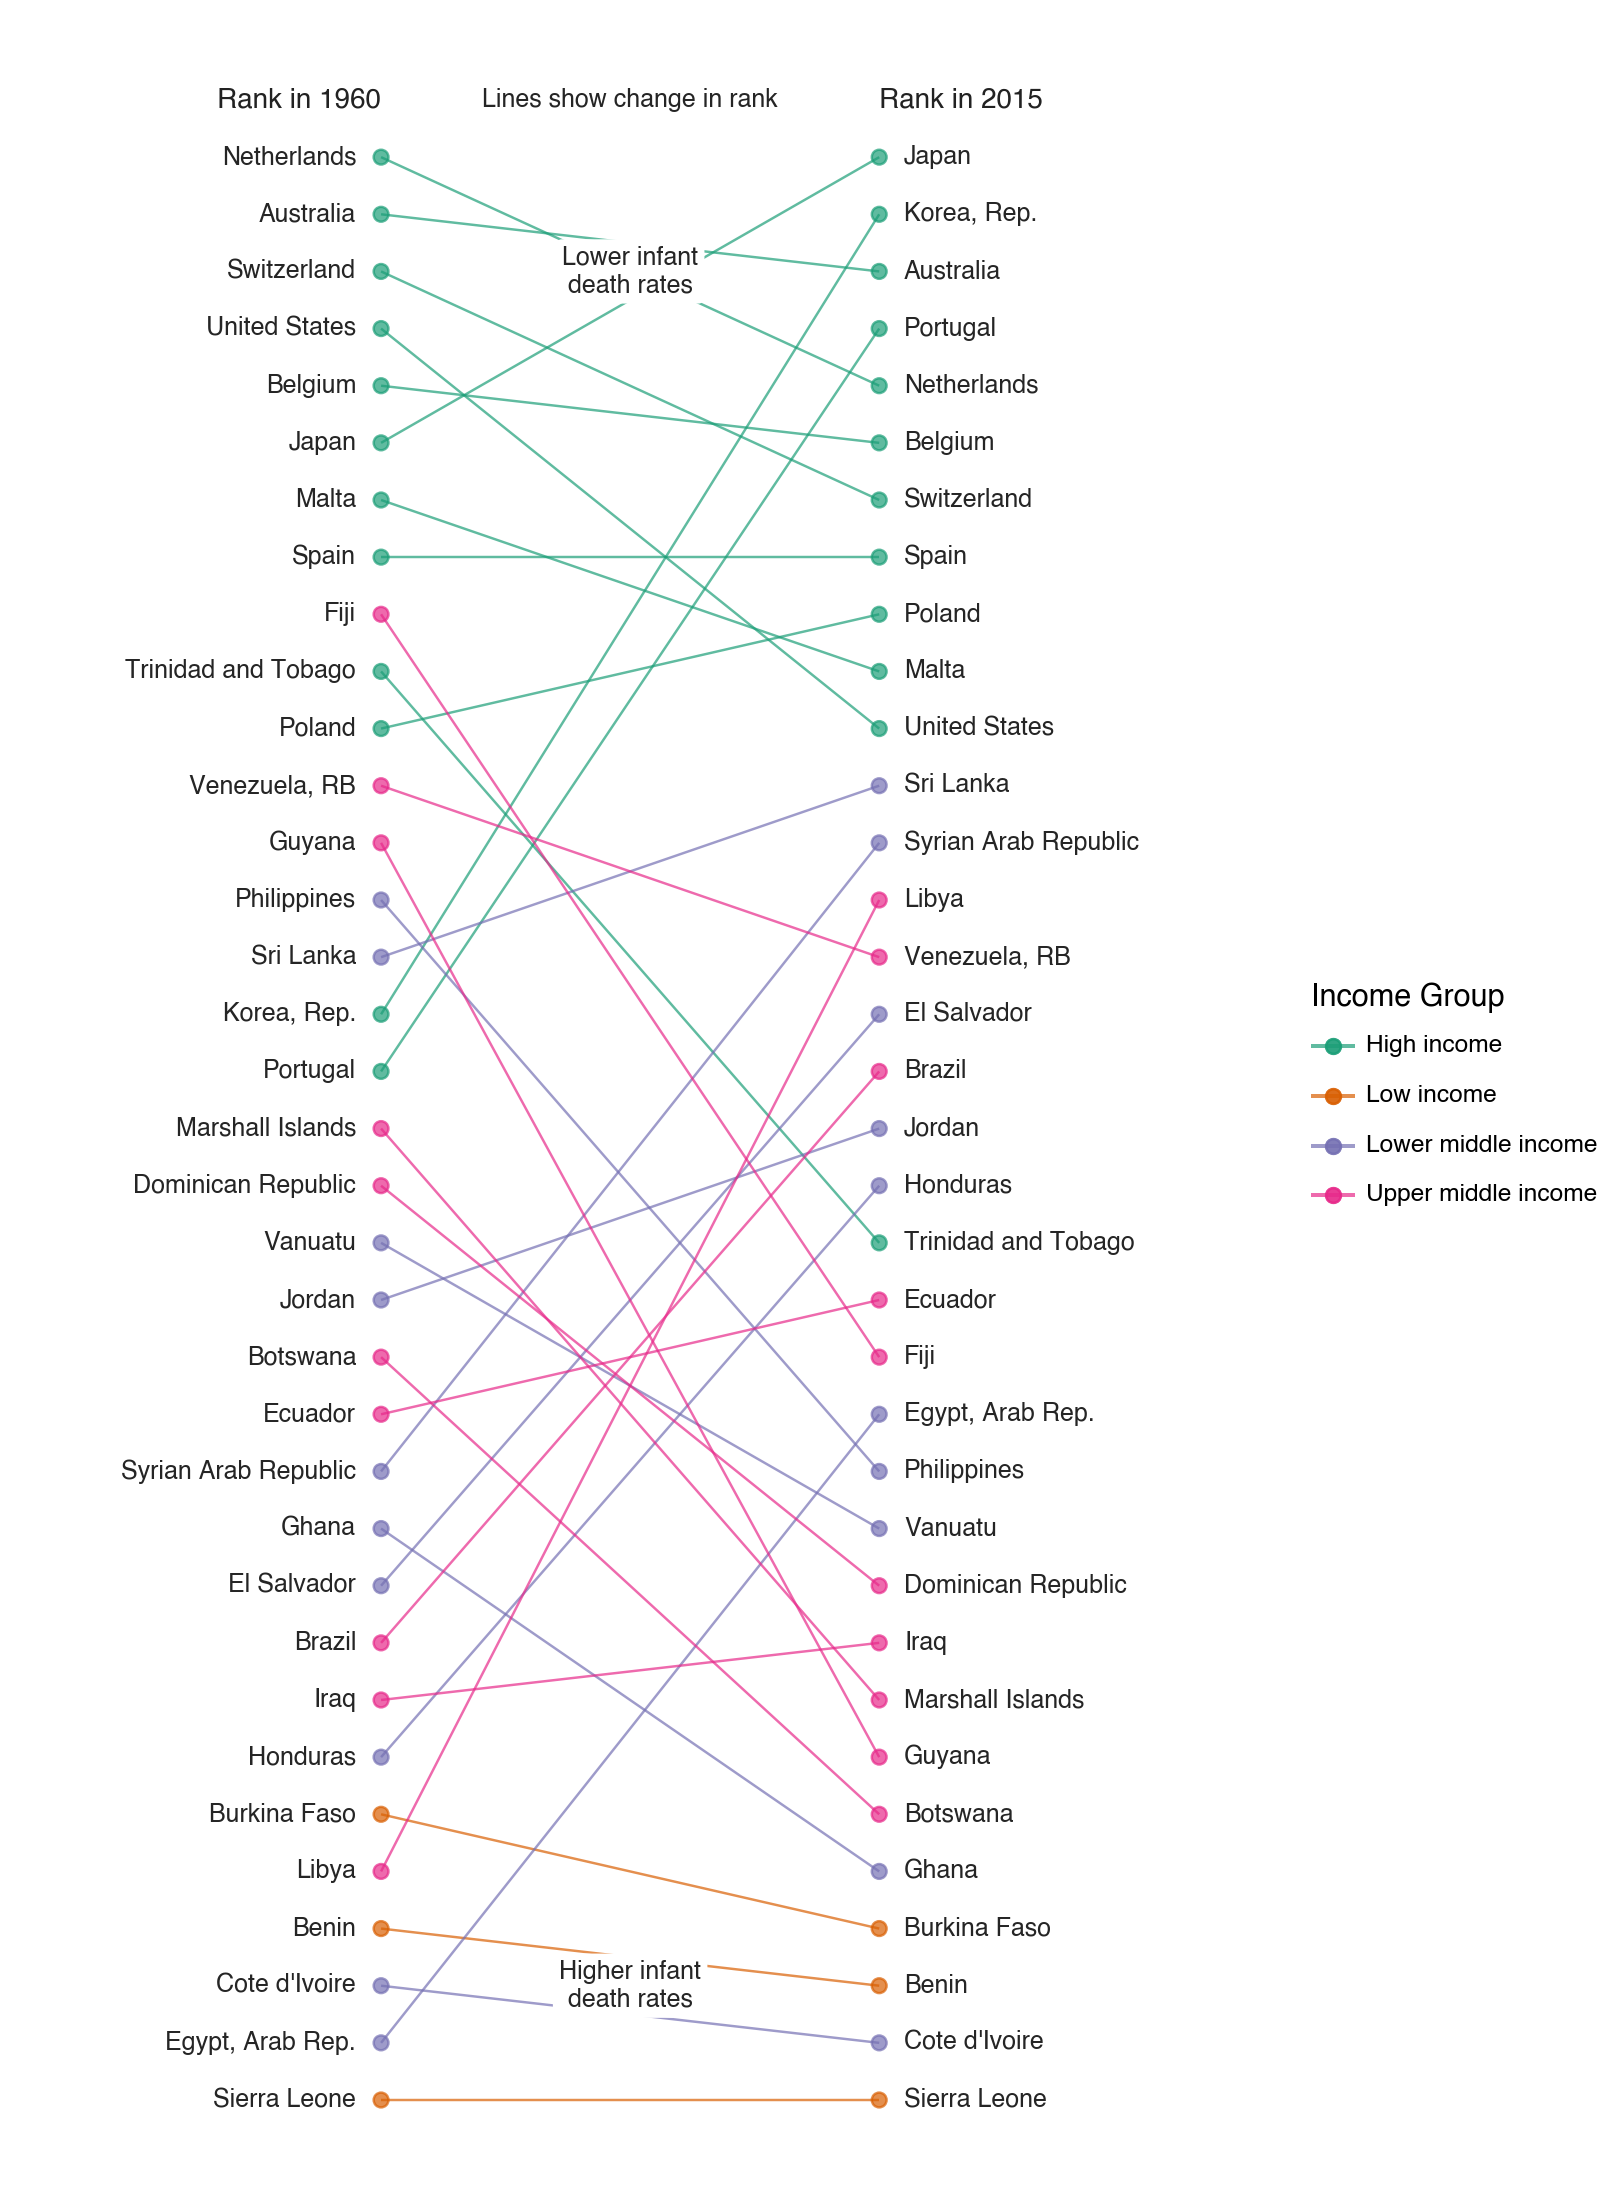 Rank in 1960 Lines show change in rank Rank in 2015
Netherlands Japan
Australia Korea, Rep.
Lower infant
death rates
Switzerland Australia
United States Portugal
Belgium Netherlands
Japan Belgium
Malta Switzerland
Spain Spain
Fiji Poland
Trinidad and Tobago Malta
Poland United States
Venezuela, RB Sri Lanka
Guyana Syrian Arab Republic
Philippines Libya
Sri Lanka Venezuela, RB
Korea, Rep. El Salvador
Portugal Brazil
Marshall Islands Jordan
Dominican Republic Honduras
Vanuatu Trinidad and Tobago
Jordan Ecuador
Botswana Fiji
Ecuador Egypt, Arab Rep.
Syrian Arab Republic Philippines
Ghana Vanuatu
El Salvador Dominican Republic
Brazil Iraq
Iraq Marshall Islands
Honduras Guyana
Burkina Faso Botswana
Libya Ghana
Benin Burkina Faso
Higher infant
death rates
Cote d'Ivoire Benin
Egypt, Arab Rep. Cote d'Ivoire
Sierra Leone Sierra Leone
Income Group
High income
Low income
Lower middle income
Upper middle income